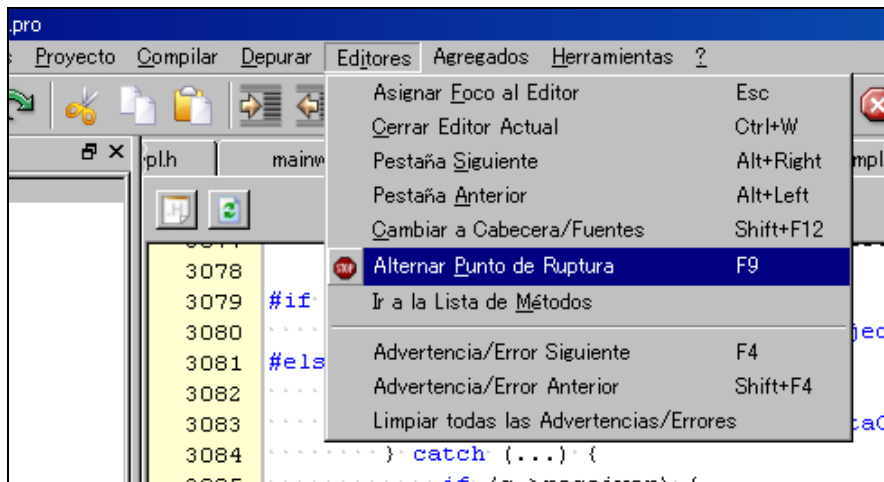 .pro
Proyecto Compilar Depurar Editores Agregados Herramientas ?
Asignar Foco al Editor Esc
Cerrar Editor Actual Ctrl+W
pl.h mainw Pestaña Siguiente Alt+Right mpl
Pestaña Anterior Alt+Left
Cambiar a Cabecera/Fuentes Shift+F12
3078 STOP Alternar Punto de Ruptura F9
3079 #if Ir a la Lista de Métodos
3080 jec
3081 #els Advertencia/Error Siguiente F4
3082 Advertencia/Error Anterior Shift+F4
3083 Limpiar todas las Advertencias/Errores taC
3084 } catch (...) {